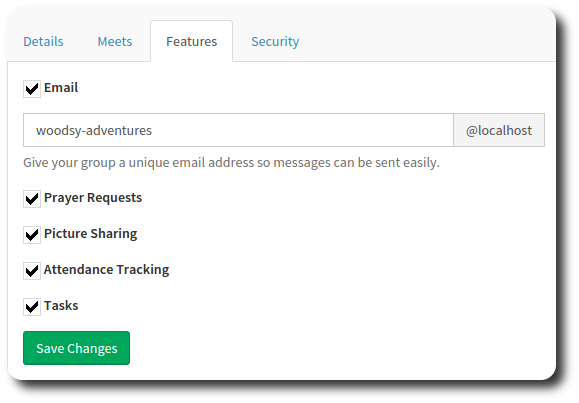 Details Meets Features Security
Email
woodsy-adventures @localhost
Give your group a unique email address so messages can be sent easily.
Prayer Requests
Picture Sharing
Attendance Tracking
Tasks
Save Changes